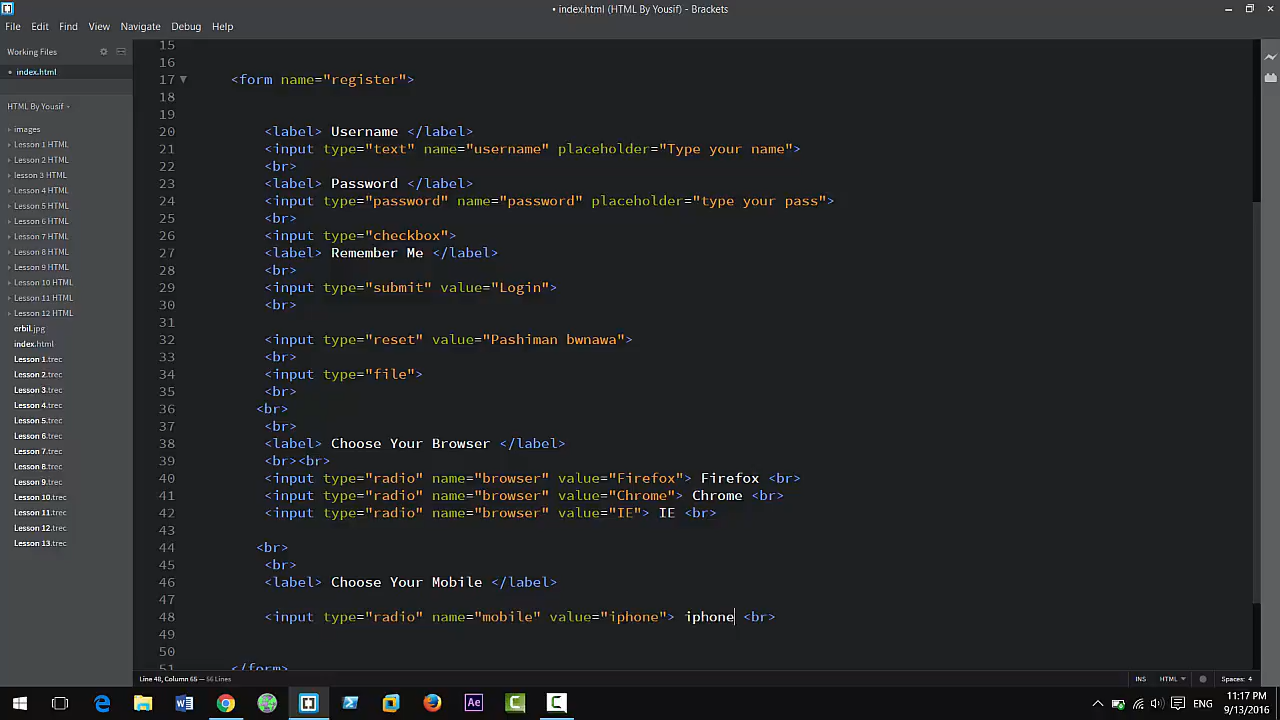 • index.html (HTML By Yousif) - Brackets
File Edit Find View Navigate Debug Help
Working Files
• index.html
HTML By Yousif
images
Lesson 1 HTML
Lesson 2 HTML
lesson 3 HTML
Lesson 4 HTML
Lesson 5 HTML
Lesson 6 HTML
Lesson 7 HTML
Lesson 8 HTML
Lesson 9 HTML
Lesson 10 HTML
Lesson 11 HTML
Lesson 12 HTML
erbil.jpg
index.html
Lesson 1.trec
Lesson 2.trec
Lesson 3.trec
Lesson 4.trec
Lesson 5.trec
Lesson 6.trec
Lesson 7.trec
Lesson 8.trec
Lesson 9.trec
Lesson 10.trec
Lesson 11.trec
Lesson 12.trec
Lesson 13.trec
15
16
17 <form name="register">
18
19
20 <label> Username </label>
21 <input type="text" name="username" placeholder="Type your name">
22 <br>
23 <label> Password </label>
24 <input type="password" name="password" placeholder="type your pass">
25 <br>
26 <input type="checkbox">
27 <label> Remember Me </label>
28 <br>
29 <input type="submit" value="Login">
30 <br>
31
32 <input type="reset" value="Pashiman bwnawa">
33 <br>
34 <input type="file">
35 <br>
36 <br>
37 <br>
38 <label> Choose Your Browser </label>
39 <br><br>
40 <input type="radio" name="browser" value="Firefox"> Firefox <br>
41 <input type="radio" name="browser" value="Chrome"> Chrome <br>
42 <input type="radio" name="browser" value="IE"> IE <br>
43
44 <br>
45 <br>
46 <label> Choose Your Mobile </label>
47
48 <input type="radio" name="mobile" value="iphone"> iphone <br>
49
50
51 </form>
Line 48, Column 65 — 56 Lines
INS HTML Spaces: 4
Ae
ENG
11:17 PM
9/13/2016